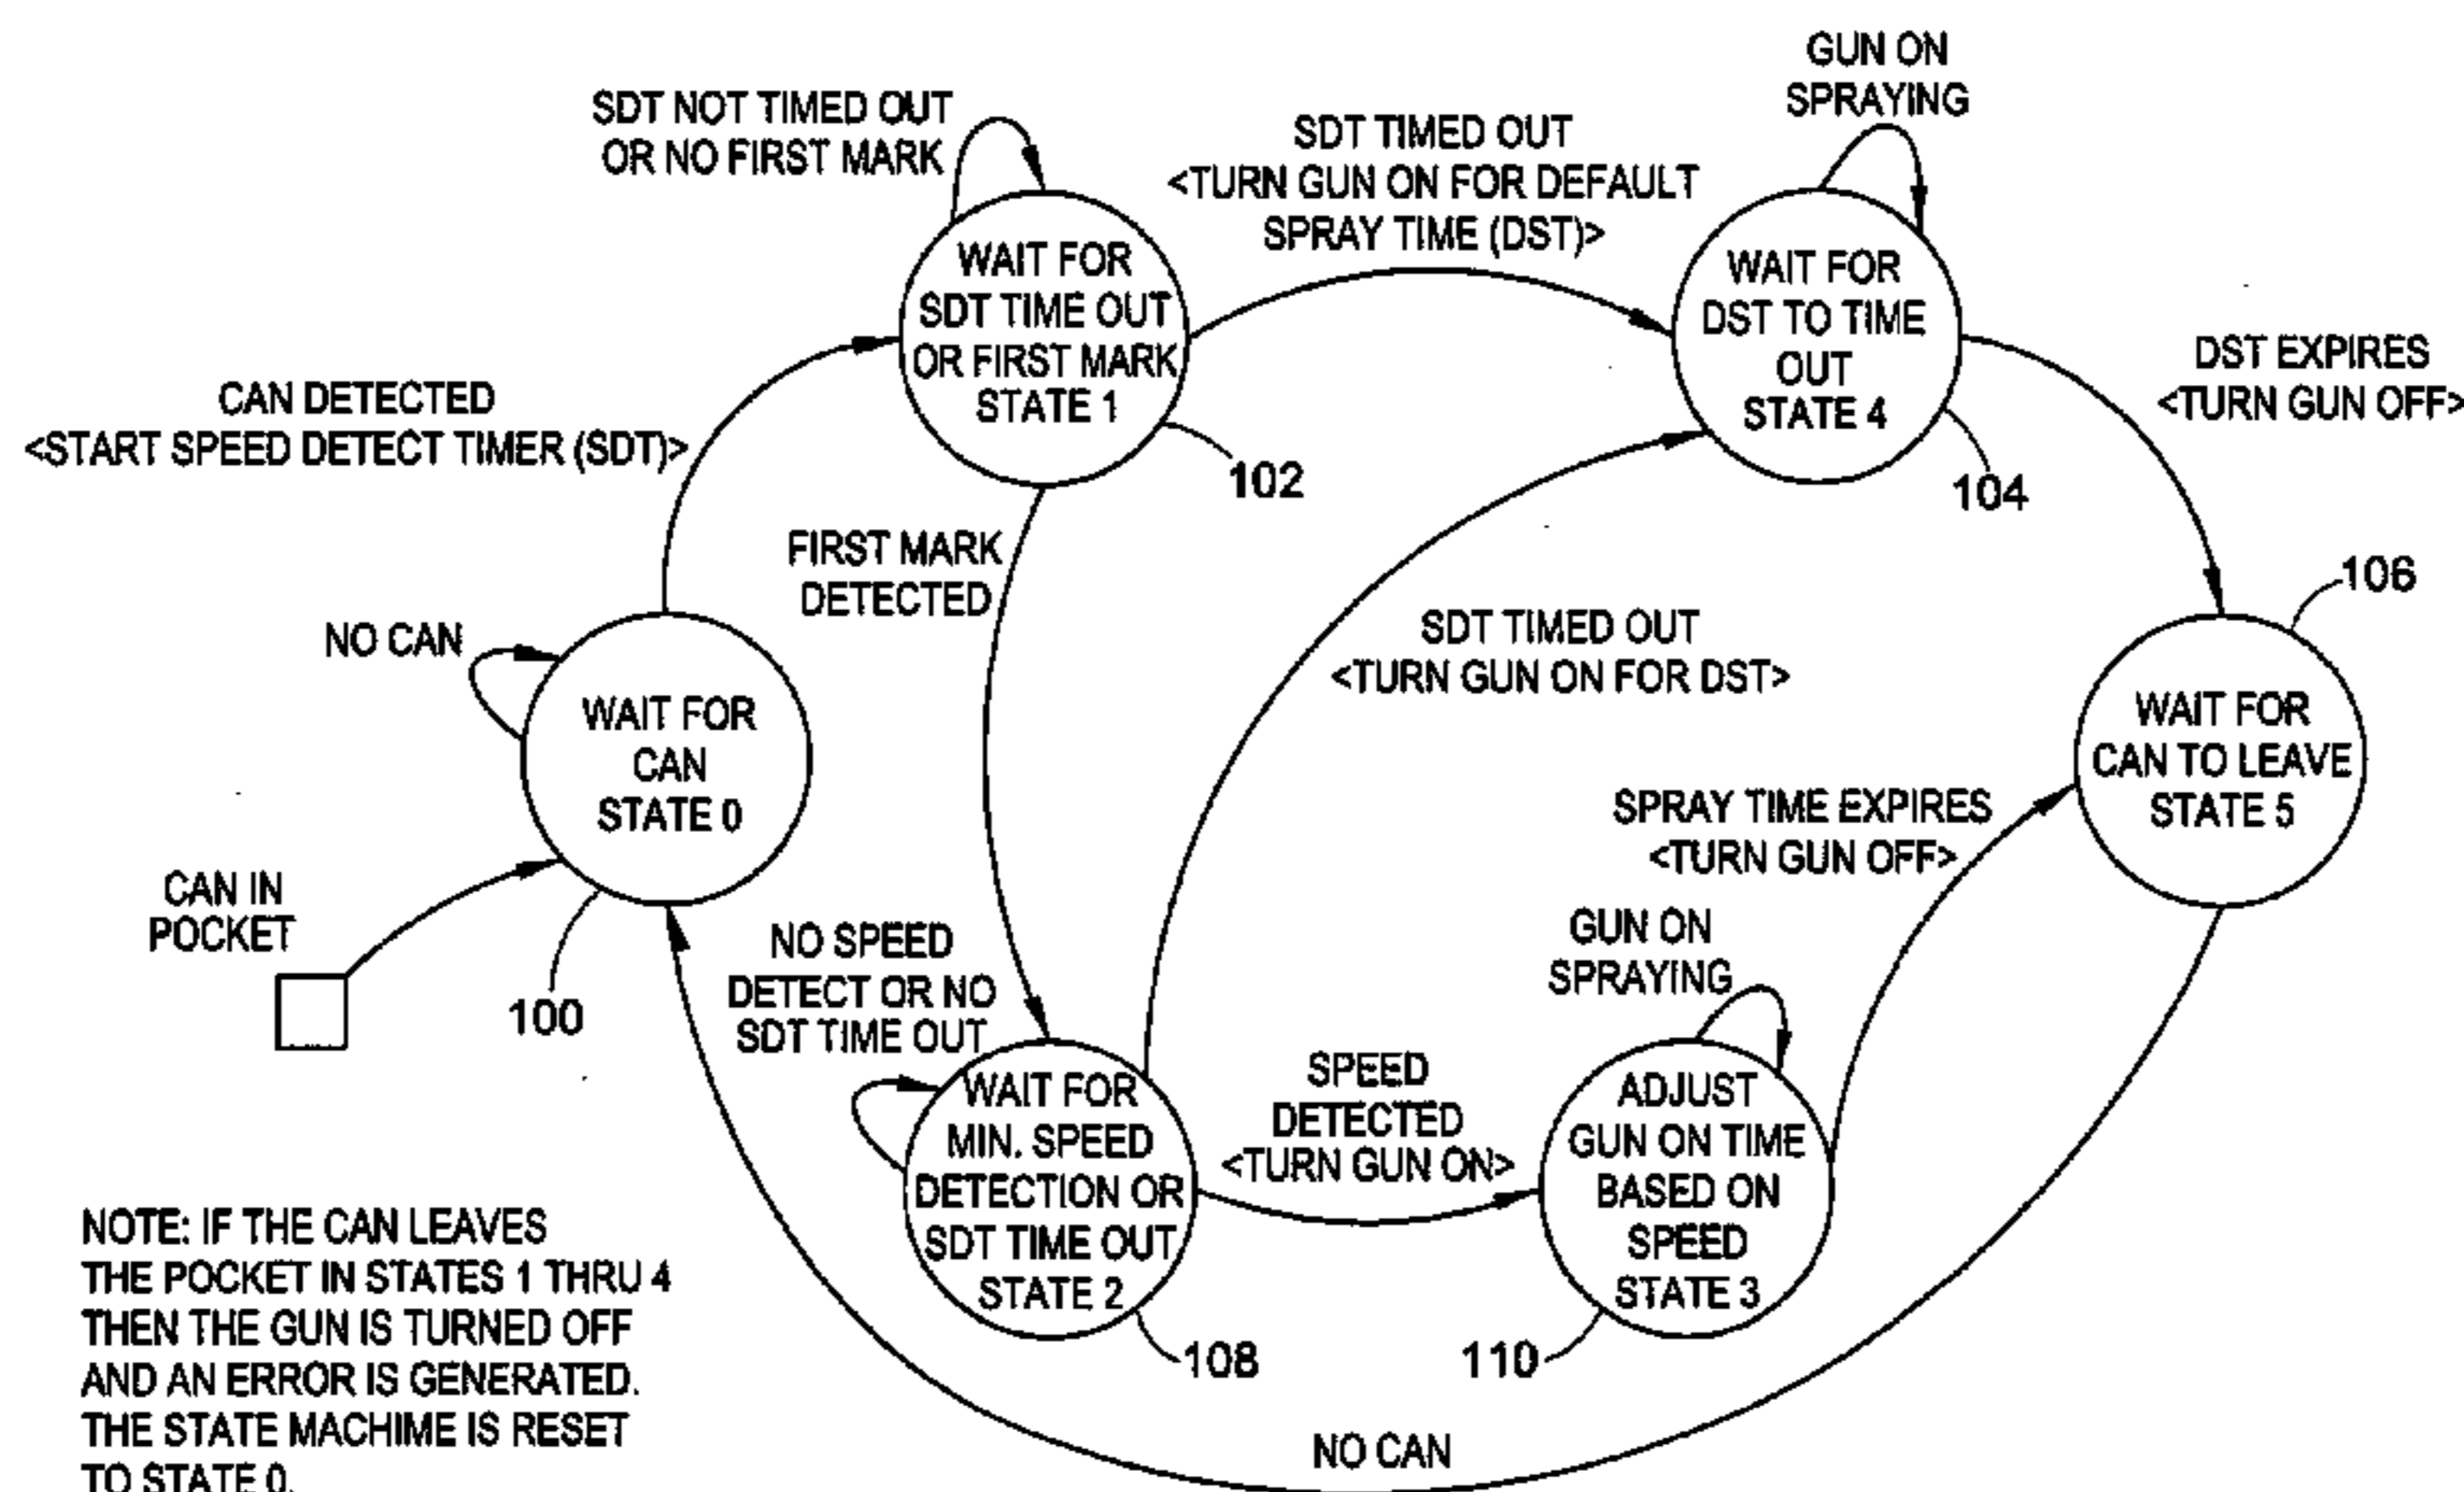 GUN ON
SPRAYING
SDT NOT TIMED OUT
OR NO FIRST MARK
SDT TIMED OUT
<TURN GUN ON FOR DEFAULT
SPRAY TIME (DST)>
WAIT FOR
SDT TIME OUT
OR FIRST MARK
STATE 1
WAIT FOR
DST TO TIME
OUT
STATE 4
DST EXPIRES
<TURN GUN OFF>
CAN DETECTED
<START SPEED DETECT TIMER (SDT)>
102
104
FIRST MARK
DETECTED
106
NO CAN
SDT TIMED OUT
<TURN GUN ON FOR DST>
WAIT FOR
CAN
STATE 0
WAIT FOR
CAN TO LEAVE
STATE 5
SPRAY TIME EXPIRES
<TURN GUN OFF>
CAN IN
POCKET
100
NO SPEED
DETECT OR NO
SDT TIME OUT
GUN ON
SPRAYING
WAIT FOR
MIN. SPEED
DETECTION OR
SDT TIME OUT
STATE 2
SPEED
DETECTED
<TURN GUN ON>
ADJUST
GUN ON TIME
BASED ON
SPEED
STATE 3
108
110
NOTE: IF THE CAN LEAVES
THE POCKET IN STATES 1 THRU 4
THEN THE GUN IS TURNED OFF
AND AN ERROR IS GENERATED.
THE STATE MACHIME IS RESET
TO STATE 0.
NO CAN